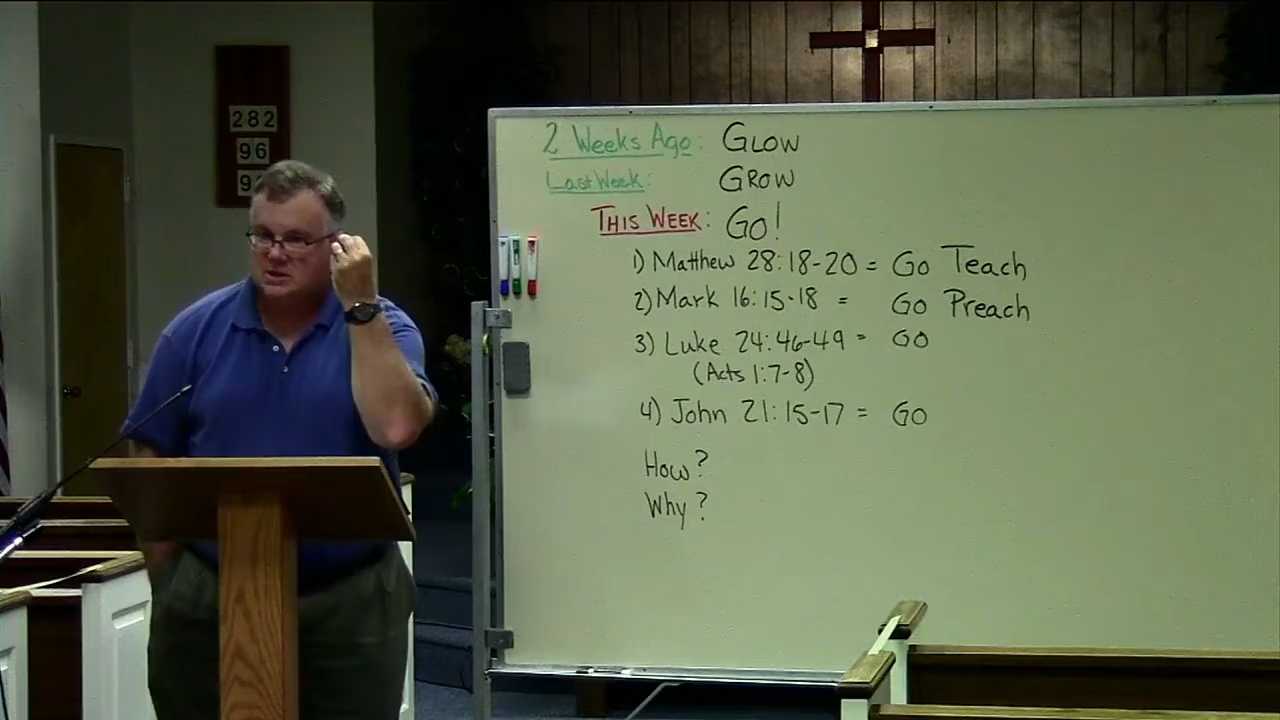 282
96
9
2 Weeks Ago: GLOW
Last Week: GROW
THIS WEEK: GO!
1) Matthew 28:18-20 = Go Teach
2) Mark 16:15-18 = Go Preach
3) Luke 24:46-49 = Go
(Acts 1:7-8)
4) John 21:15-17 = Go
How?
Why?